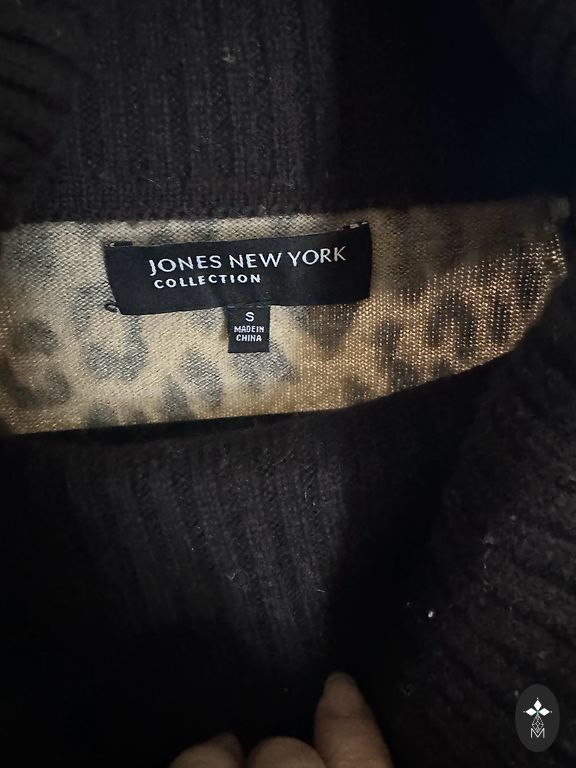 JONES NEW YORK
COLLECTION
S
MADE IN
CHINA
M